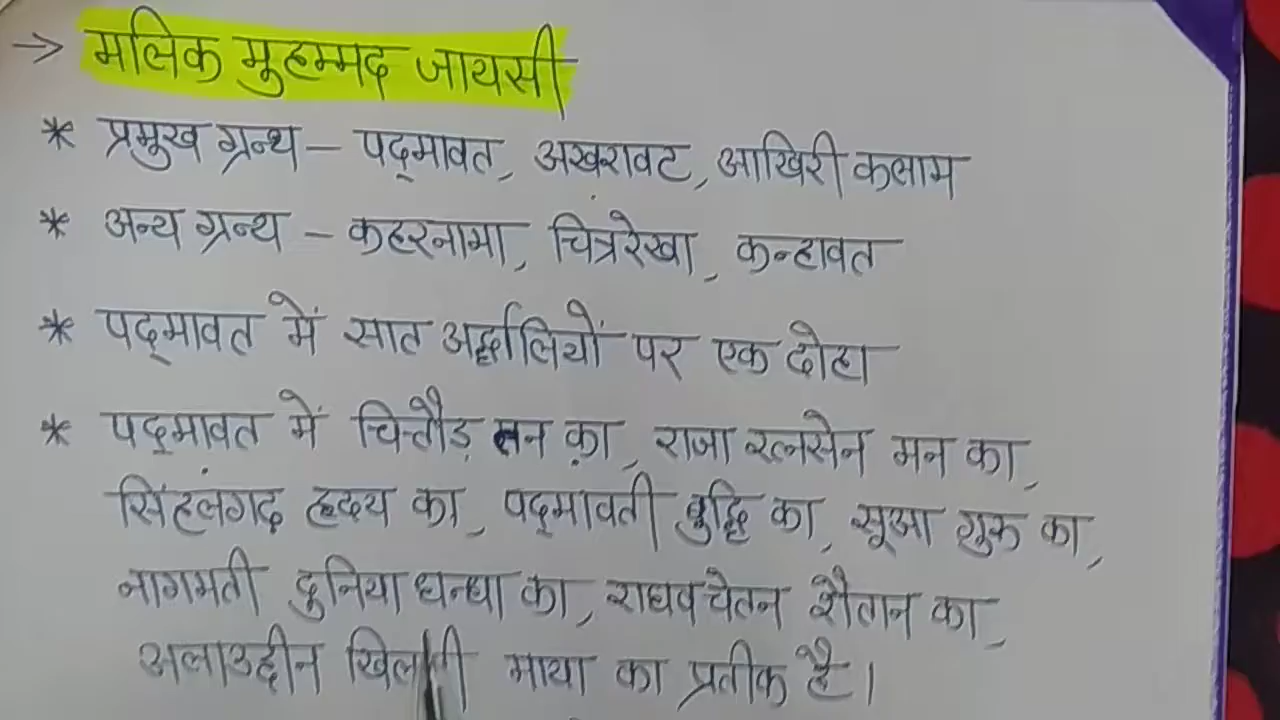 → मलिक मुहम्मद जायसी
* प्रमुख ग्रन्थ – पद्मावत, अखरावट, आखिरी कलाम
* अन्य ग्रन्थ – कहरनामा, चित्ररेखा, कन्हावत
* पद्मावत में सात अर्द्धालियों पर एक दोहा
* पद्मावत में चित्तौड़ तन का, राजा रत्नसेन मन का,
सिंहलगढ़ हृदय का, पद्मावती बुद्धि का, सूआ गुरु का,
नागमती दुनिया धन्धा का, राघव चेतन शैतान का,
अलाउद्दीन माया का प्रतीक है।